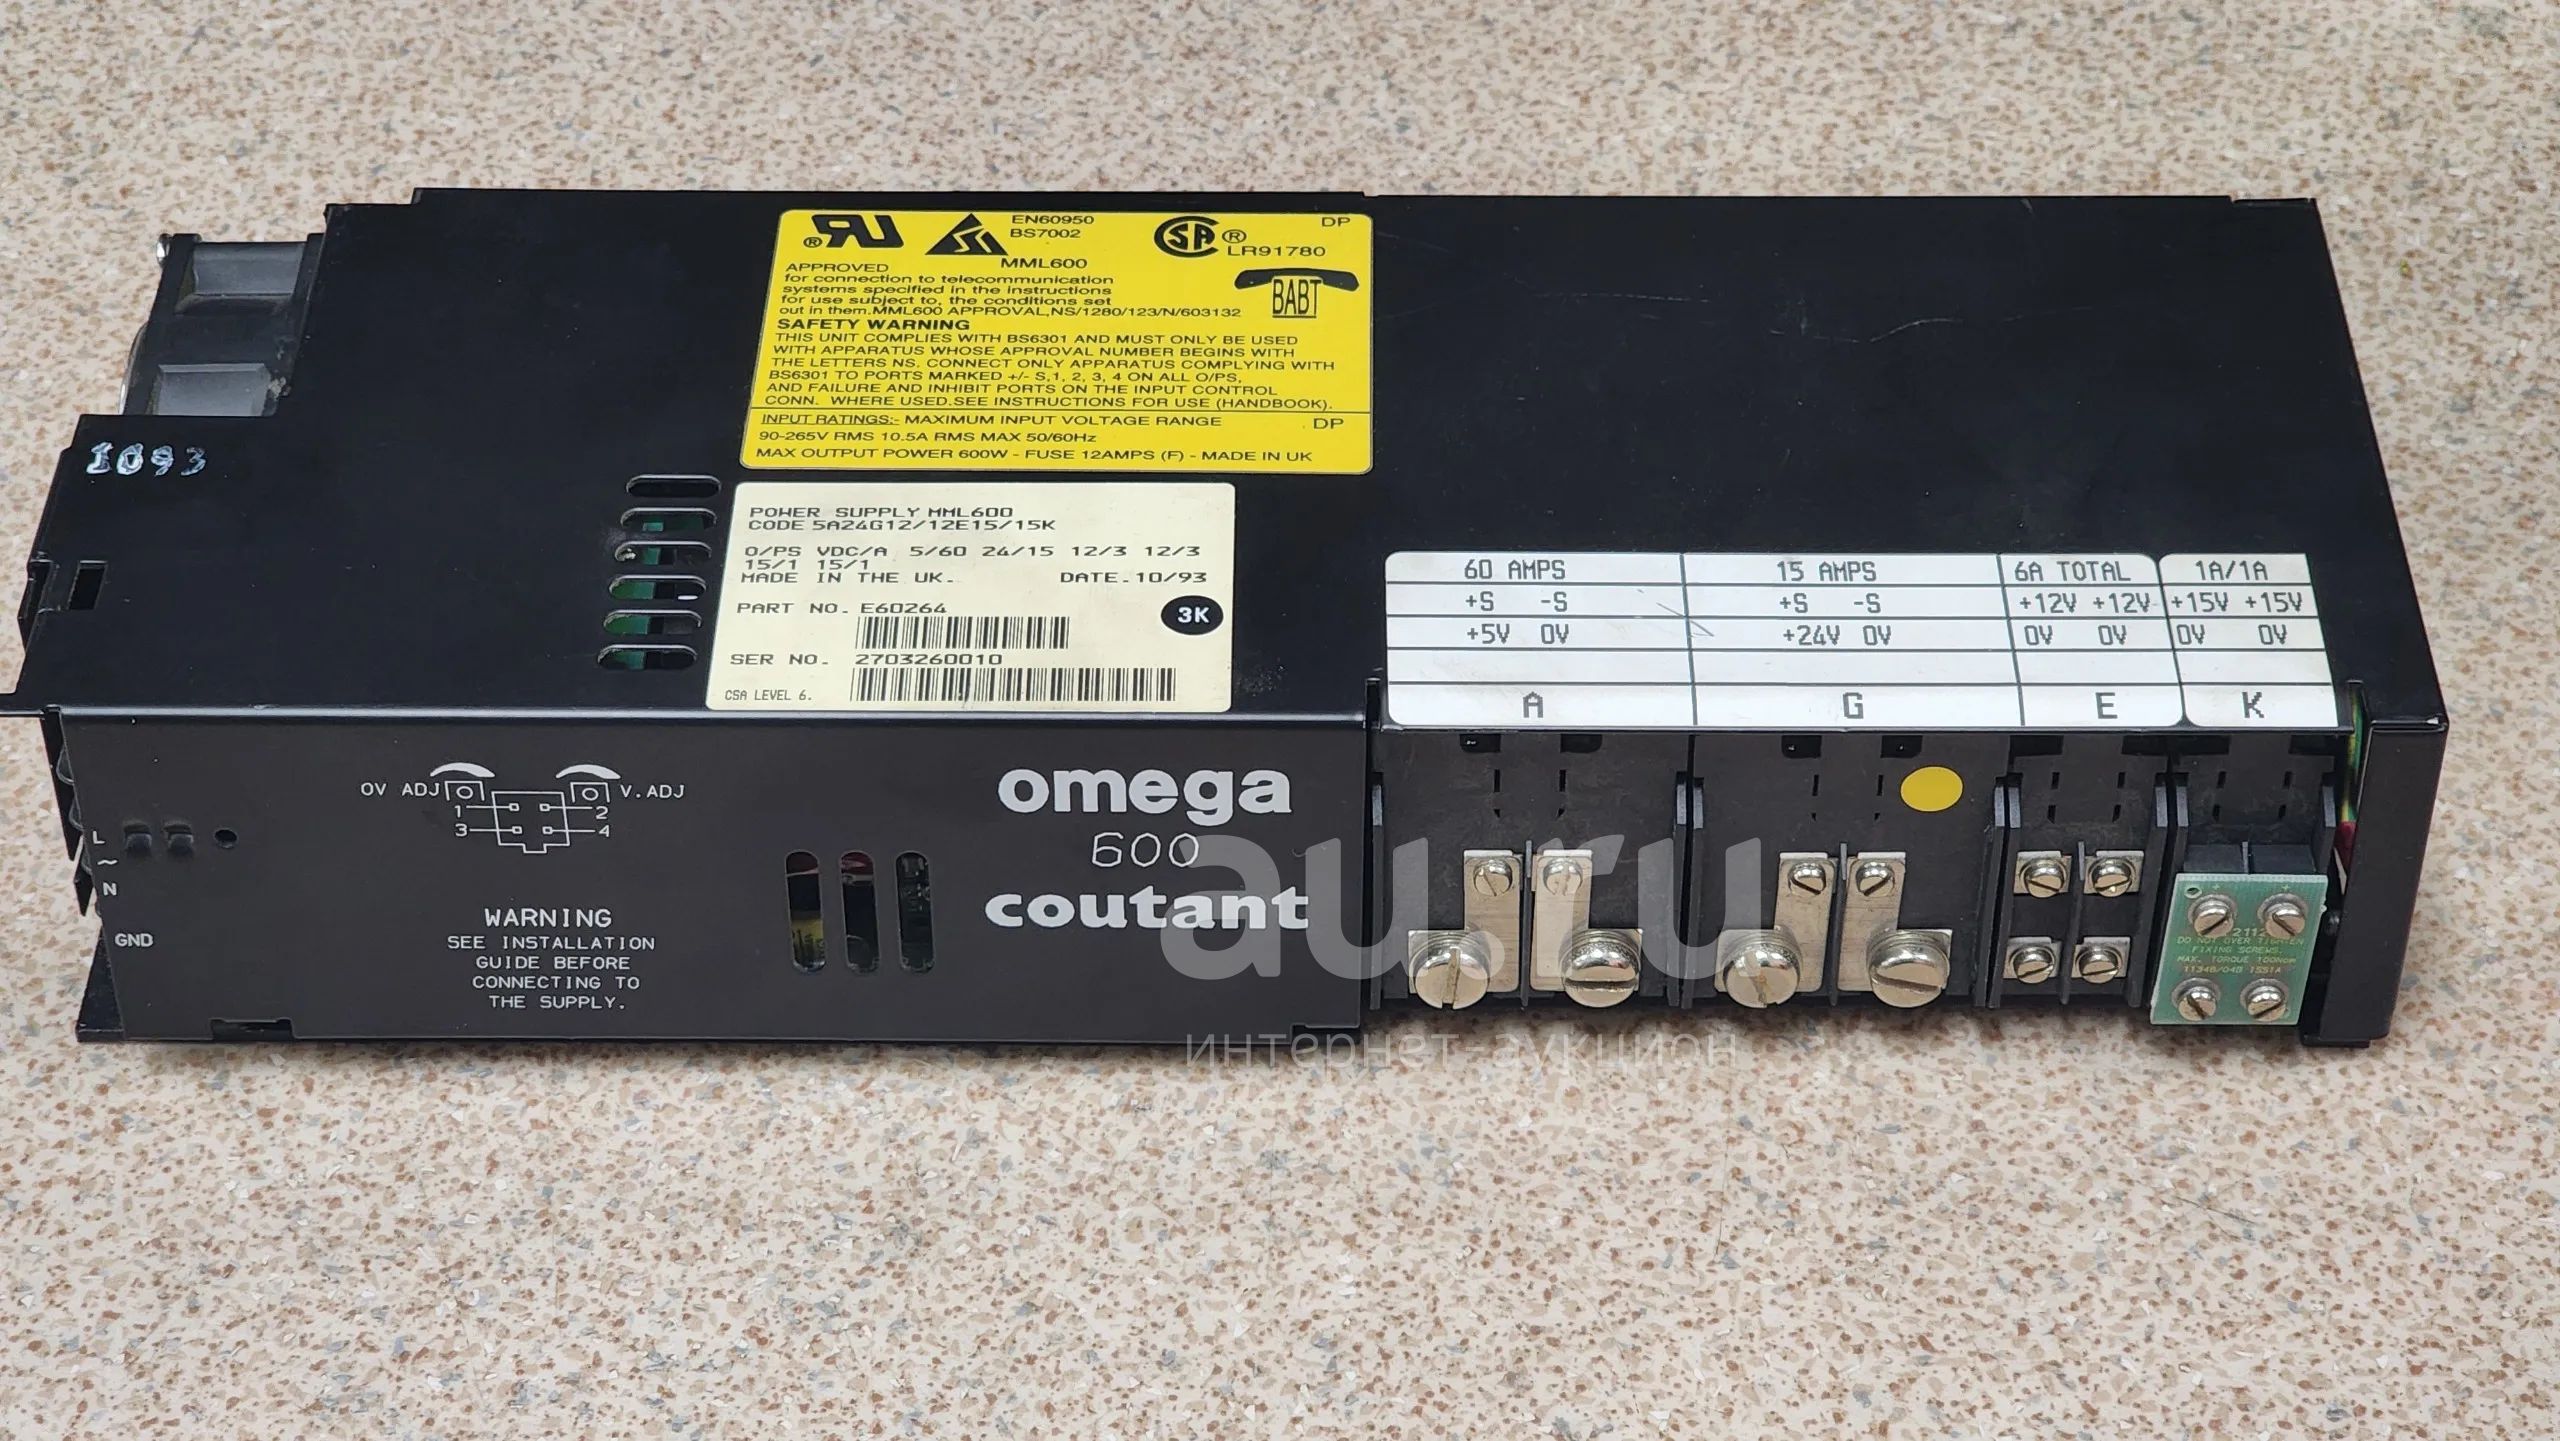 EN60950
BS7002
MML600
DP
LR91780
BABT
APPROVED
for connection to telecommunication
systems specified in the instructions
for use subject to, the conditions set
out in them.MML600 APPROVAL,NS/1280/123/N/603132
SAFETY WARNING
THIS UNIT COMPLIES WITH BS6301 AND MUST ONLY BE USED
WITH APPARATUS WHOSE APPROVAL NUMBER BEGINS WITH
THE LETTERS NS. CONNECT ONLY APPARATUS COMPLYING WITH
BS6301 TO PORTS MARKED +/- S,1, 2, 3, 4 ON ALL O/PS,
AND FAILURE AND INHIBIT PORTS ON THE INPUT CONTROL
CONN. WHERE USED.SEE INSTRUCTIONS FOR USE (HANDBOOK).
INPUT RATINGS:- MAXIMUM INPUT VOLTAGE RANGE DP
90-265V RMS 10.5A RMS MAX 50/60Hz
MAX OUTPUT POWER 600W - FUSE 12AMPS (F) - MADE IN UK
1093
POWER SUPPLY MML600
CODE 5A24G12/12E15/15K
O/PS VDC/A 5/60 24/15 12/3 12/3
15/1 15/1
MADE IN THE UK. DATE.10/93
PART NO. E60264
3K
SER NO. 2703260010
CSA LEVEL 6.
60 AMPS 15 AMPS 6A TOTAL 1A/1A
+S -S +S -S +12V +12V +15V +15V
+5V 0V +24V 0V 0V 0V 0V 0V
A G E K
0V ADJ V.ADJ
1 2
3 4
L
~
N
GND
WARNING
SEE INSTALLATION
GUIDE BEFORE
CONNECTING TO
THE SUPPLY.
omega
600
coutant
DO NOT OVER TIGHTEN
FIXING SCREWS.
MAX. TORQUE 100Ncm
au.ru
интернет-аукцион